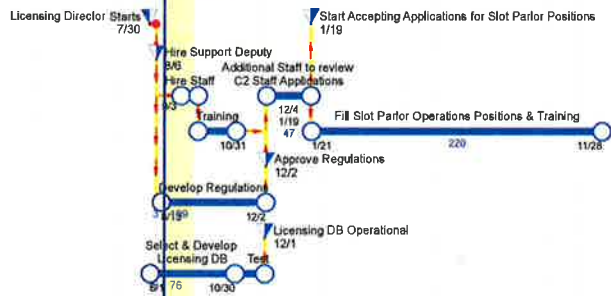 Licensing Director Starts
7/30
Start Accepting Applications for Slot Parlor Positions
1/19
Hire Support Deputy
8/6
Additional Staff to review
C2 Staff Applications
Hire Staff
9/3
12/4
1/19
47
Training
10/31
Fill Slot Parlor Operations Positions & Training
1/21
220
11/28
Approve Regulations
12/2
Develop Regulations
12/2
Licensing DB Operational
12/1
Select & Develop
Licensing DB
Test
8/1
76
10/30